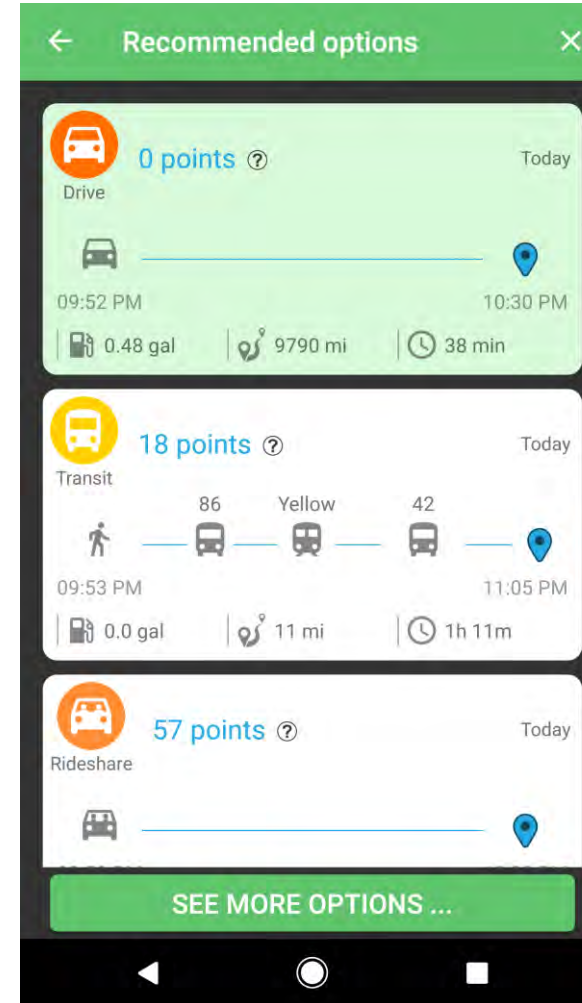 Recommended options
0 points ?
Today
Drive
09:52 PM
10:30 PM
0.48 gal
9790 mi
38 min
18 points ?
Today
Transit
86
Yellow
42
09:53 PM
11:05 PM
0.0 gal
11 mi
1h 11m
57 points ?
Today
Rideshare
SEE MORE OPTIONS ...